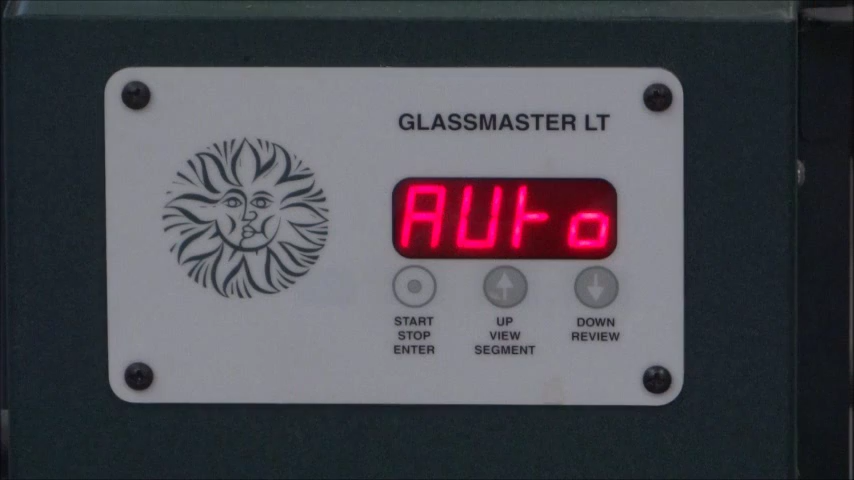 GLASSMASTER LT
AUto
START
STOP
ENTER
UP
VIEW
SEGMENT
DOWN
REVIEW